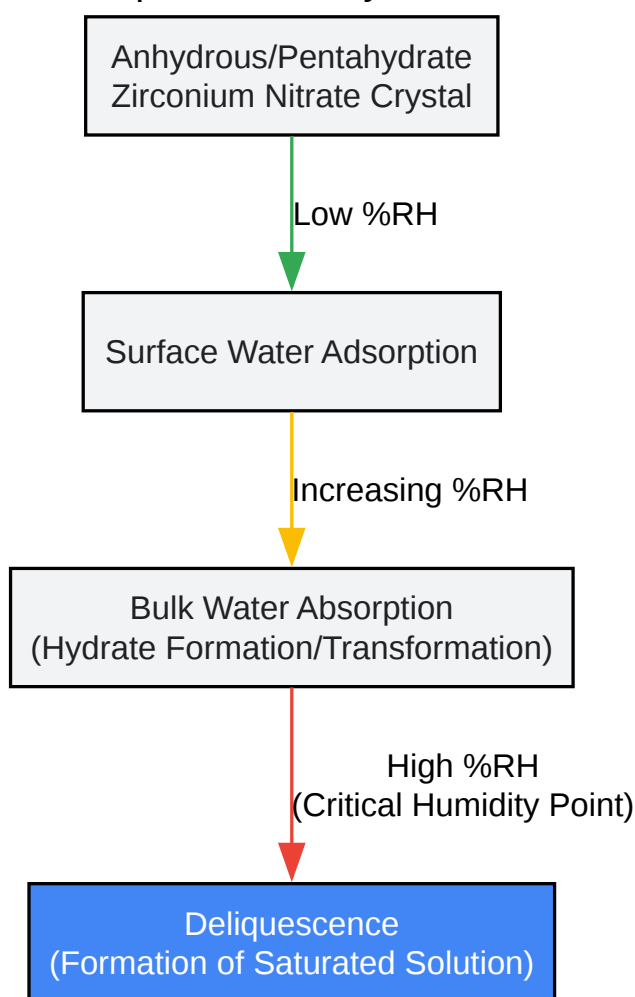 Anhydrous/Pentahydrate
Zirconium Nitrate Crystal
Low %RH
Surface Water Adsorption
Increasing %RH
Bulk Water Absorption
(Hydrate Formation/Transformation)
High %RH
(Critical Humidity Point)
Deliquescence
(Formation of Saturated Solution)